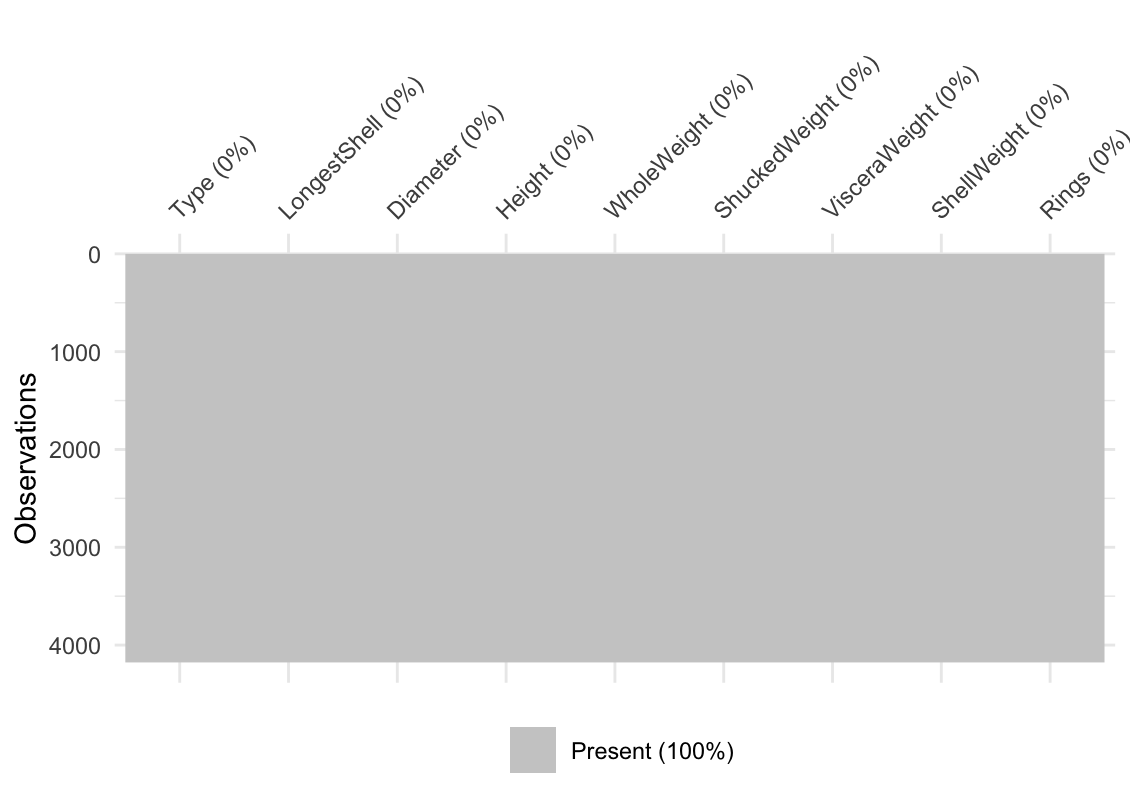 Type (0%)
LongestShell (0%)
Diameter (0%)
Height (0%)
WholeWeight (0%)
ShuckedWeight (0%)
VisceraWeight (0%)
ShellWeight (0%)
Rings (0%)
Observations
0
1000
2000
3000
4000
Present (100%)